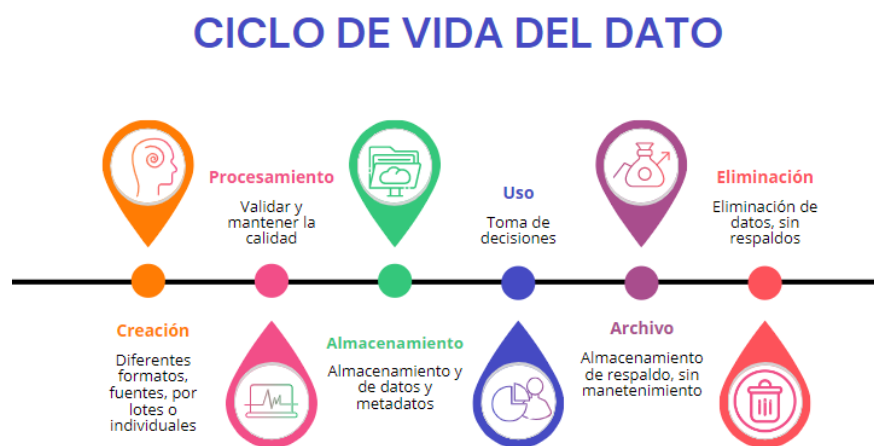 CICLO DE VIDA DEL DATO
Procesamiento
Validar y
mantener la
calidad
Uso
Toma de
decisiones
Eliminación
Eliminación de
datos, sin
respaldos
Creación
Diferentes
formatos,
fuentes, por
lotes o
individuales
Almacenamiento
Almacenamiento y
de datos y
metadatos
Archivo
Almacenamiento
de respaldo, sin
manetenimiento